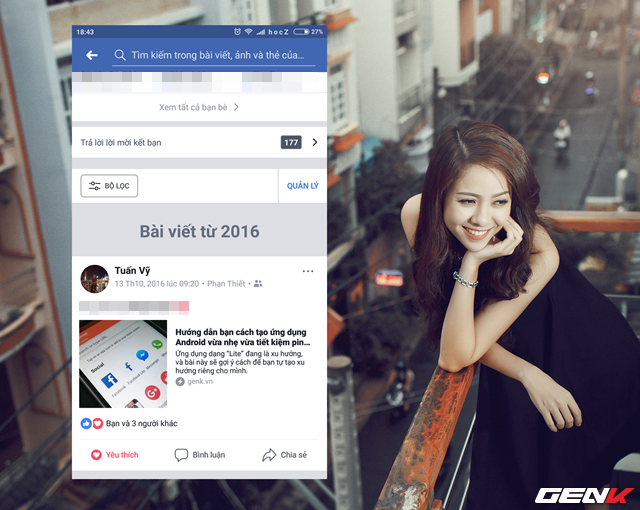 18:43
h o c Z
27%
Tìm kiếm trong bài viết, ảnh và thẻ của...
Xem tất cả bạn bè
Trả lời lời mời kết bạn
177
BỘ LỌC
QUẢN LÝ
Bài viết từ 2016
Tuấn Vỹ
13 Th10, 2016 lúc 09:20 • Phan Thiết •
Social
Hướng dẫn bạn cách tạo ứng dụng
Android vừa nhẹ vừa tiết kiệm pin...
Ứng dụng dạng "Lite" đang là xu hướng,
và bài này sẽ gợi ý cách để bạn tự tạo xu
hướng riêng cho mình.
genk.vn
Bạn và 3 người khác
Yêu thích
Bình luận
Chia sẻ
GENK